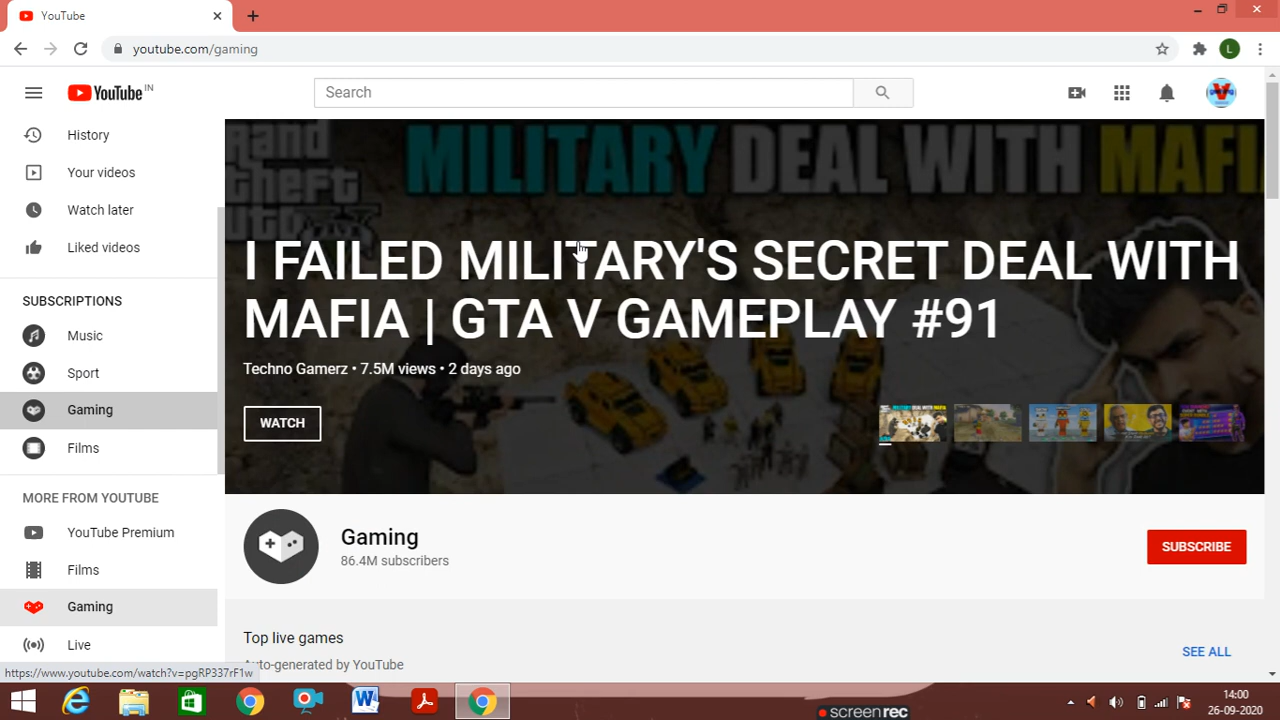 YouTube
youtube.com/gaming
L
YouTube IN
Search
History
Your videos
Watch later
Liked videos
SUBSCRIPTIONS
Music
Sport
Gaming
Films
MORE FROM YOUTUBE
YouTube Premium
Films
Gaming
Live
https://www.youtube.com/watch?v=pgRP337rF1w
MILITARY DEAL WITH MAFI
I FAILED MILITARY'S SECRET DEAL WITH
MAFIA | GTA V GAMEPLAY #91
Techno Gamerz • 7.5M views • 2 days ago
WATCH
Gaming
86.4M subscribers
SUBSCRIBE
Top live games
Auto-generated by YouTube
SEE ALL
screenrec
14:00
26-09-2020